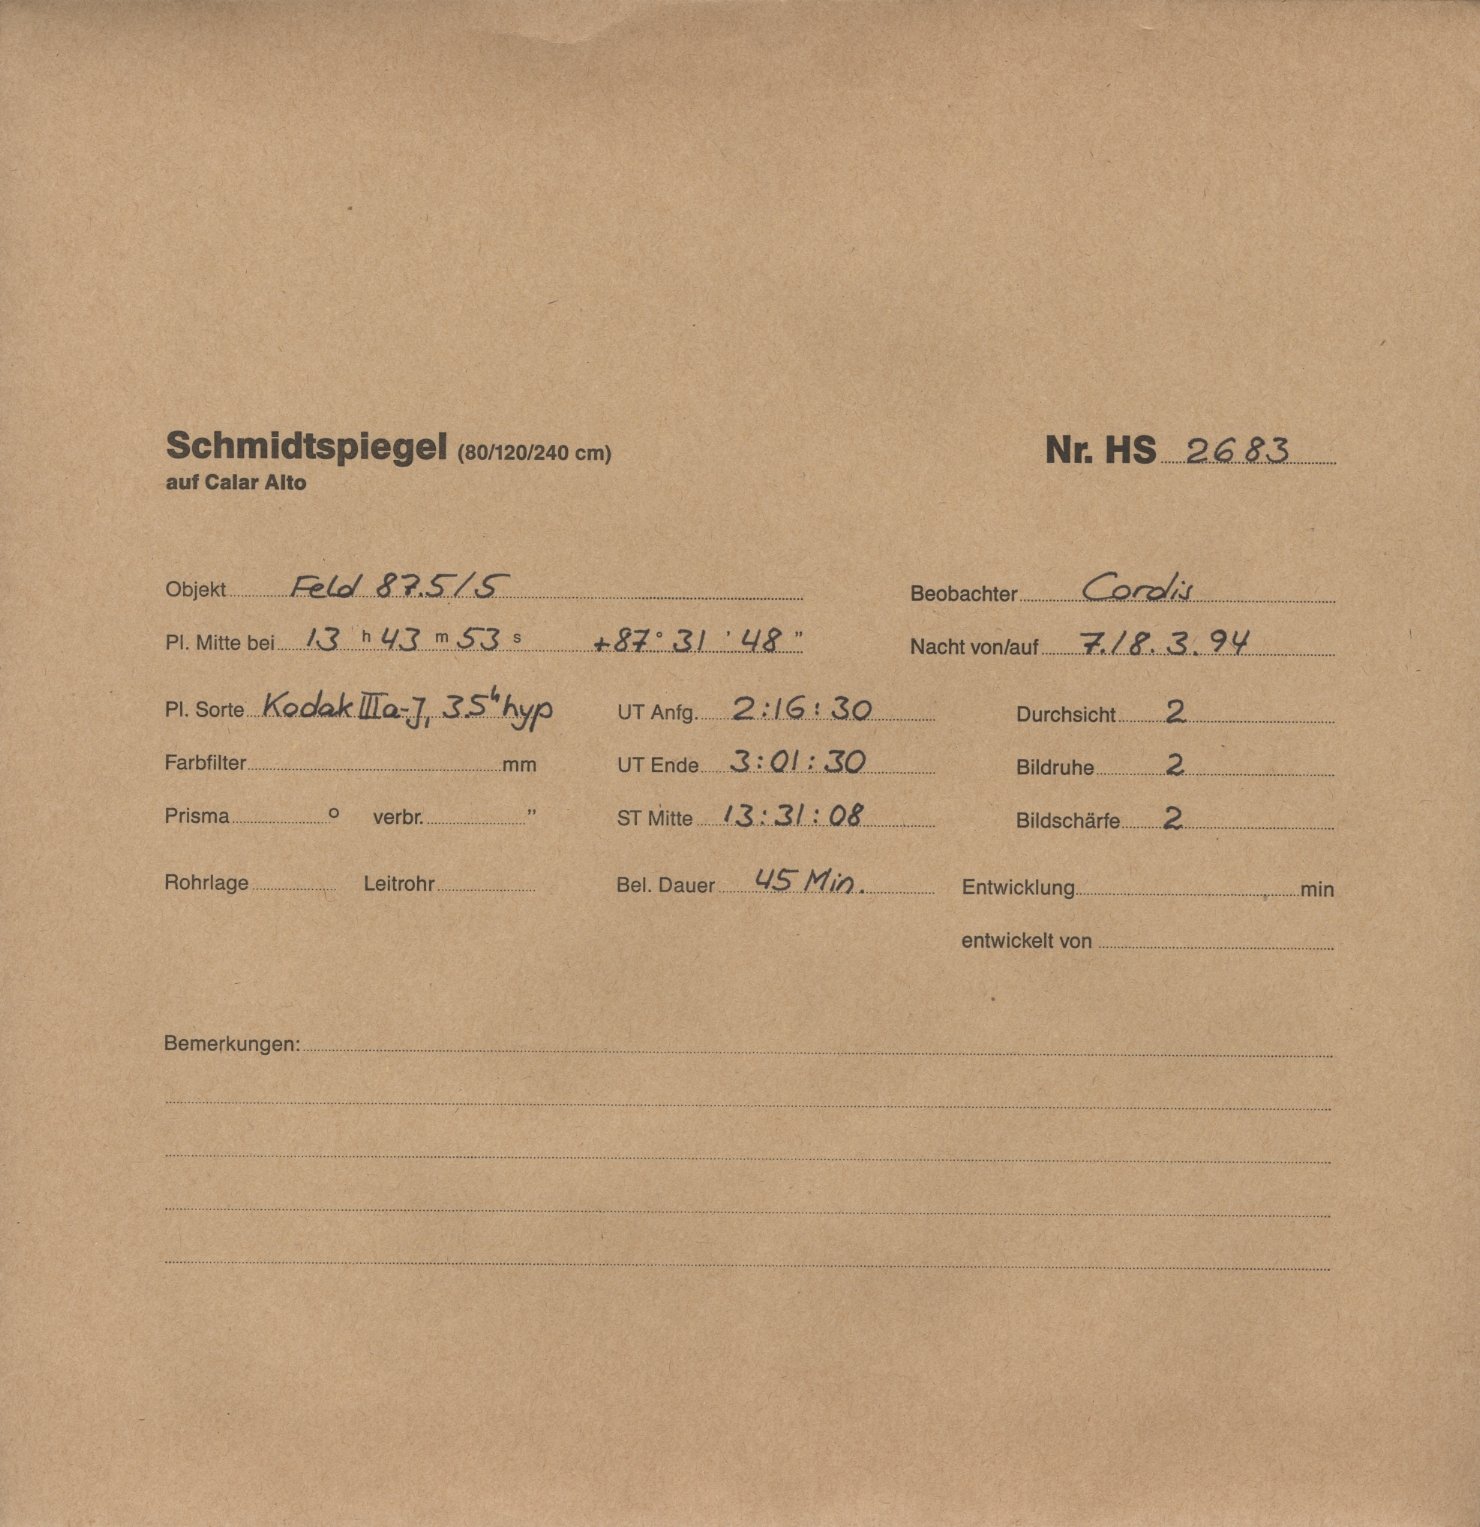 Schmidtspiegel (80/120/240 cm) Nr. HS 2683
auf Calar Alto
Objekt Feld 87.5/5 Beobachter Cordis
Pl. Mitte bei 13 h 43 m 53 s +87° 31 ' 48 " Nacht von/auf 7./8. 3. 94
Pl. Sorte Kodak IIIa-J, 3.5h hyp UT Anfg. 2:16:30 Durchsicht 2
Farbfilter mm UT Ende 3:01:30 Bildruhe 2
Prisma ° verbr. " ST Mitte 13:31:08 Bildschärfe 2
Rohrlage Leitrohr Bel. Dauer 45 Min. Entwicklung min
entwickelt von
Bemerkungen: